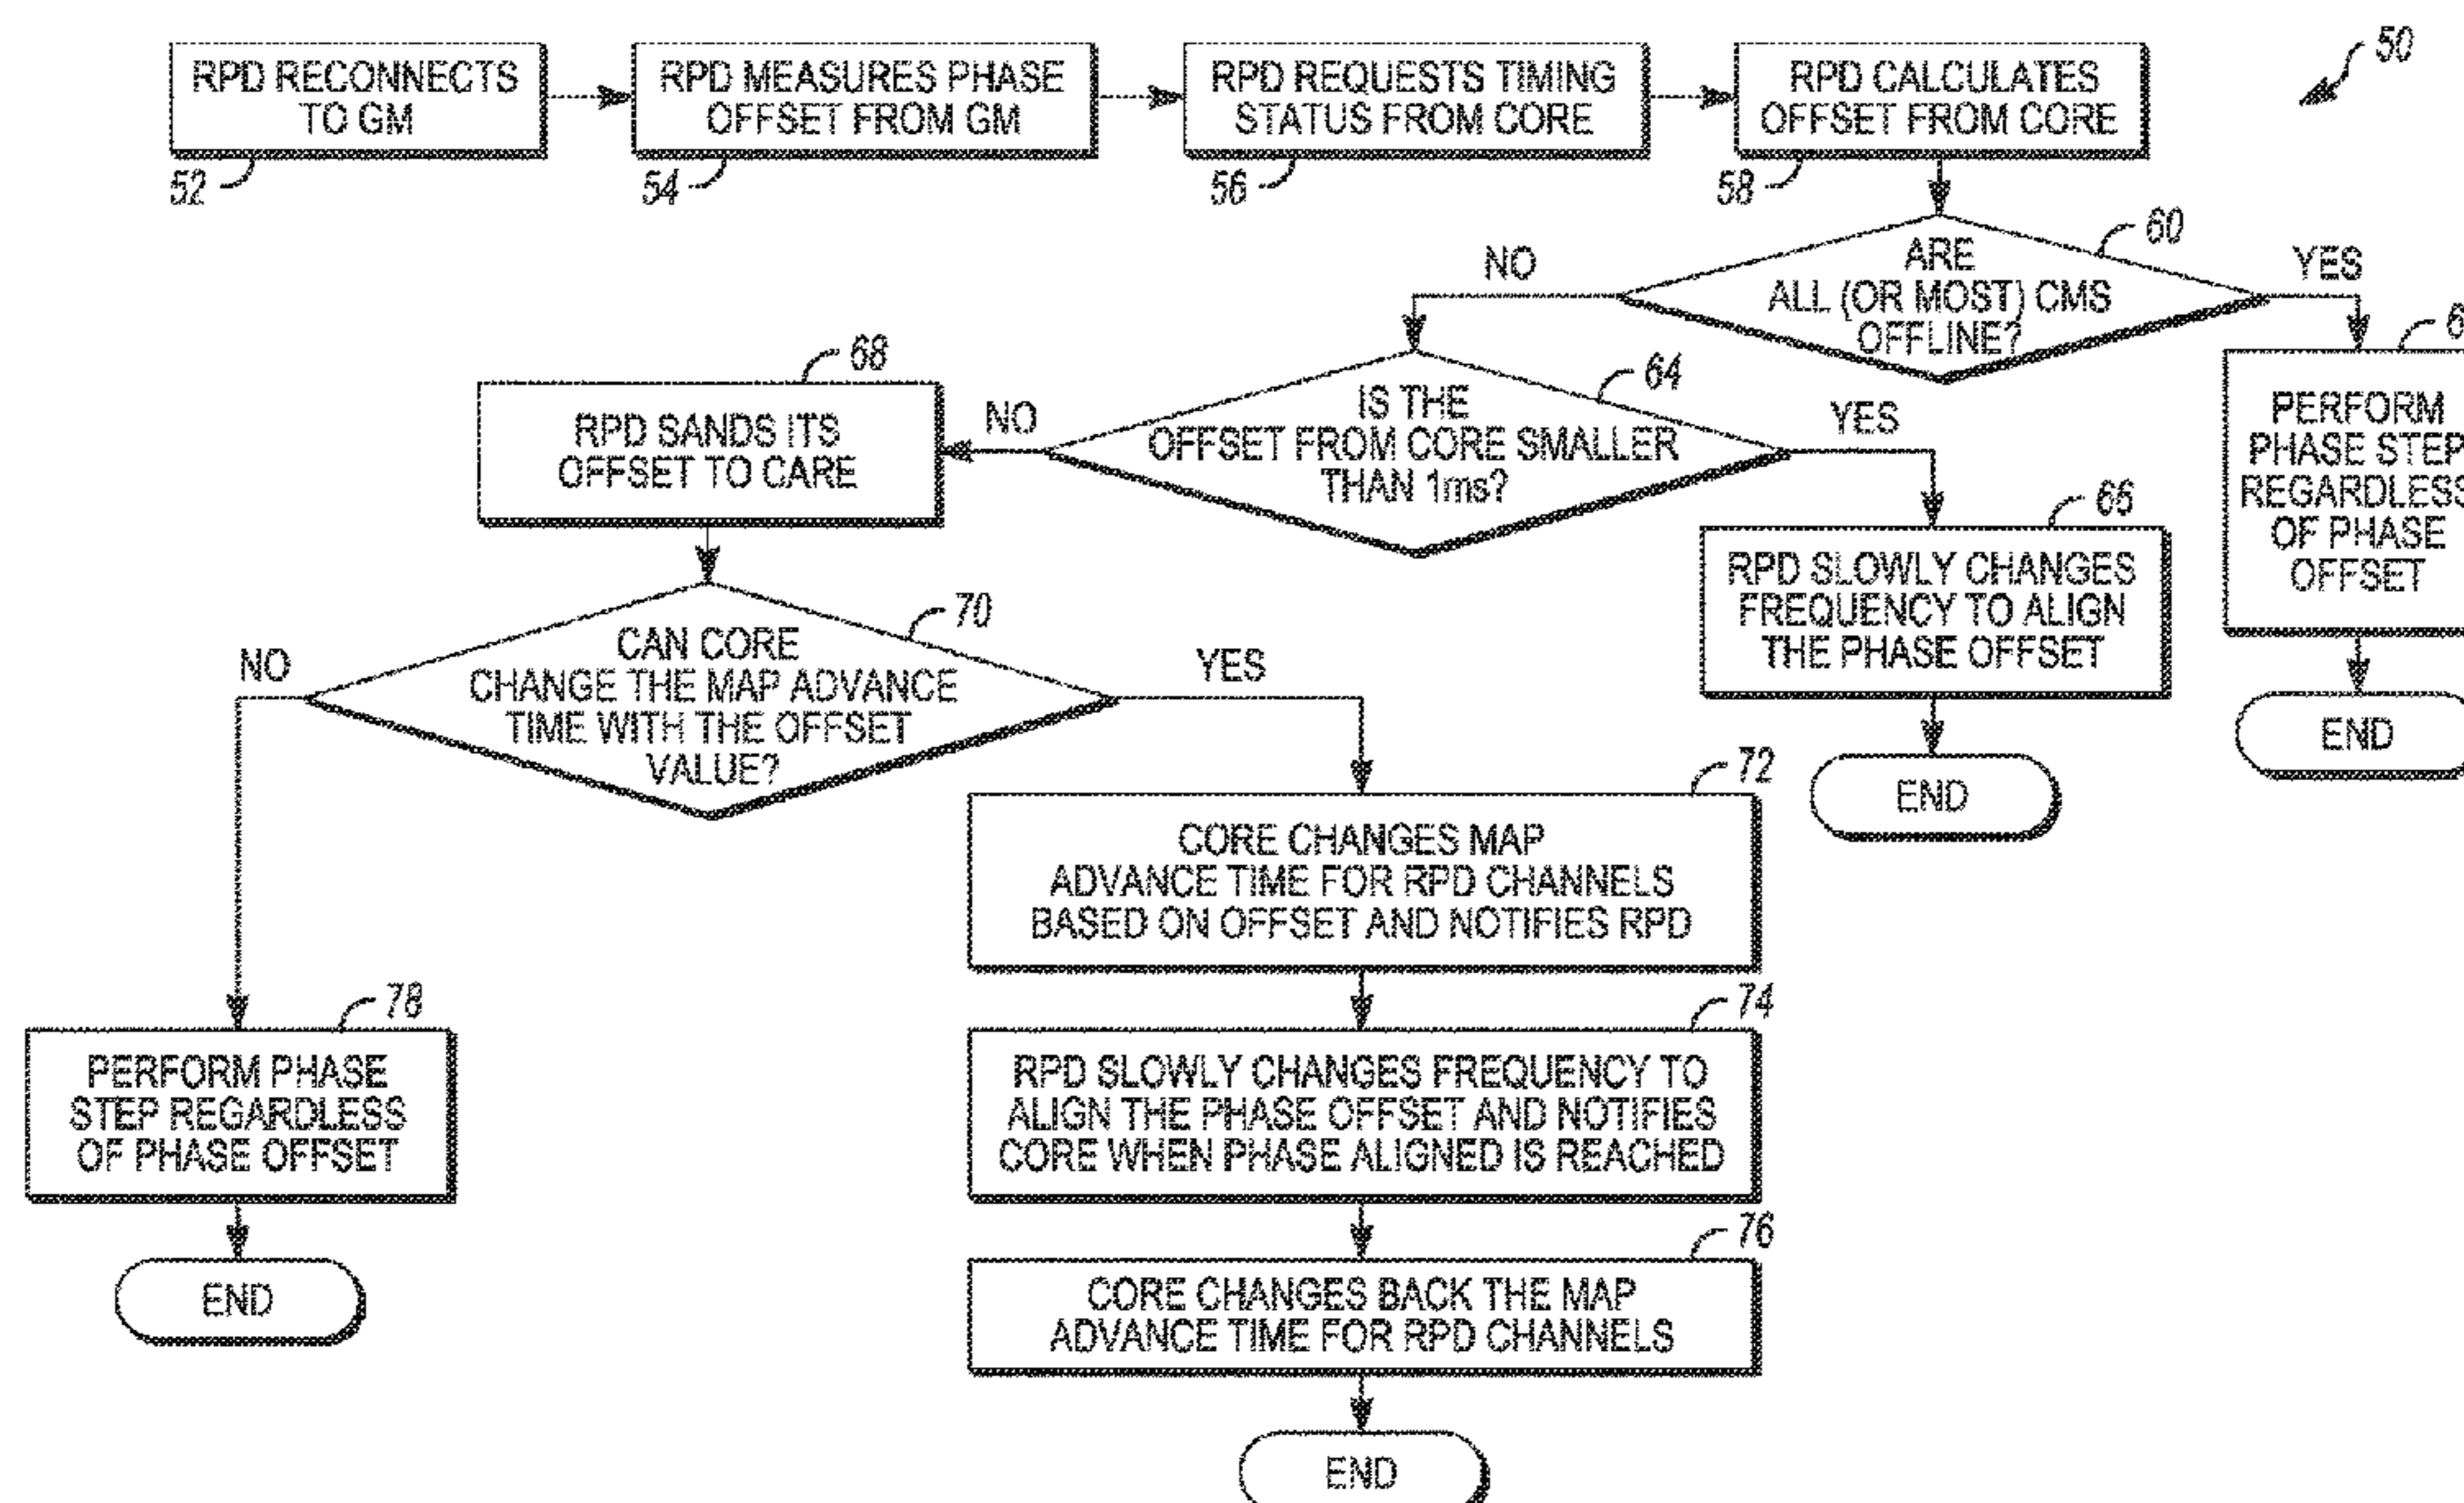 50
RPD RECONNECTS
TO GM
52
RPD MEASURES PHASE
OFFSET FROM GM
54
RPD REQUESTS TIMING
STATUS FROM CORE
56
RPD CALCULATES
OFFSET FROM CORE
58
60
ARE
ALL (OR MOST) CMS
OFFLINE?
NO
YES
PERFORM
PHASE STEP
REGARDLESS
OF PHASE
OFFSET
END
64
IS THE
OFFSET FROM CORE SMALLER
THAN 1ms?
NO
YES
66
RPD SLOWLY CHANGES
FREQUENCY TO ALIGN
THE PHASE OFFSET
END
68
RPD SANDS ITS
OFFSET TO CARE
70
CAN CORE
CHANGE THE MAP ADVANCE
TIME WITH THE OFFSET
VALUE?
NO
YES
72
CORE CHANGES MAP
ADVANCE TIME FOR RPD CHANNELS
BASED ON OFFSET AND NOTIFIES RPD
74
RPD SLOWLY CHANGES FREQUENCY TO
ALIGN THE PHASE OFFSET AND NOTIFIES
CORE WHEN PHASE ALIGNED IS REACHED
76
CORE CHANGES BACK THE MAP
ADVANCE TIME FOR RPD CHANNELS
END
78
PERFORM PHASE
STEP REGARDLESS
OF PHASE OFFSET
END